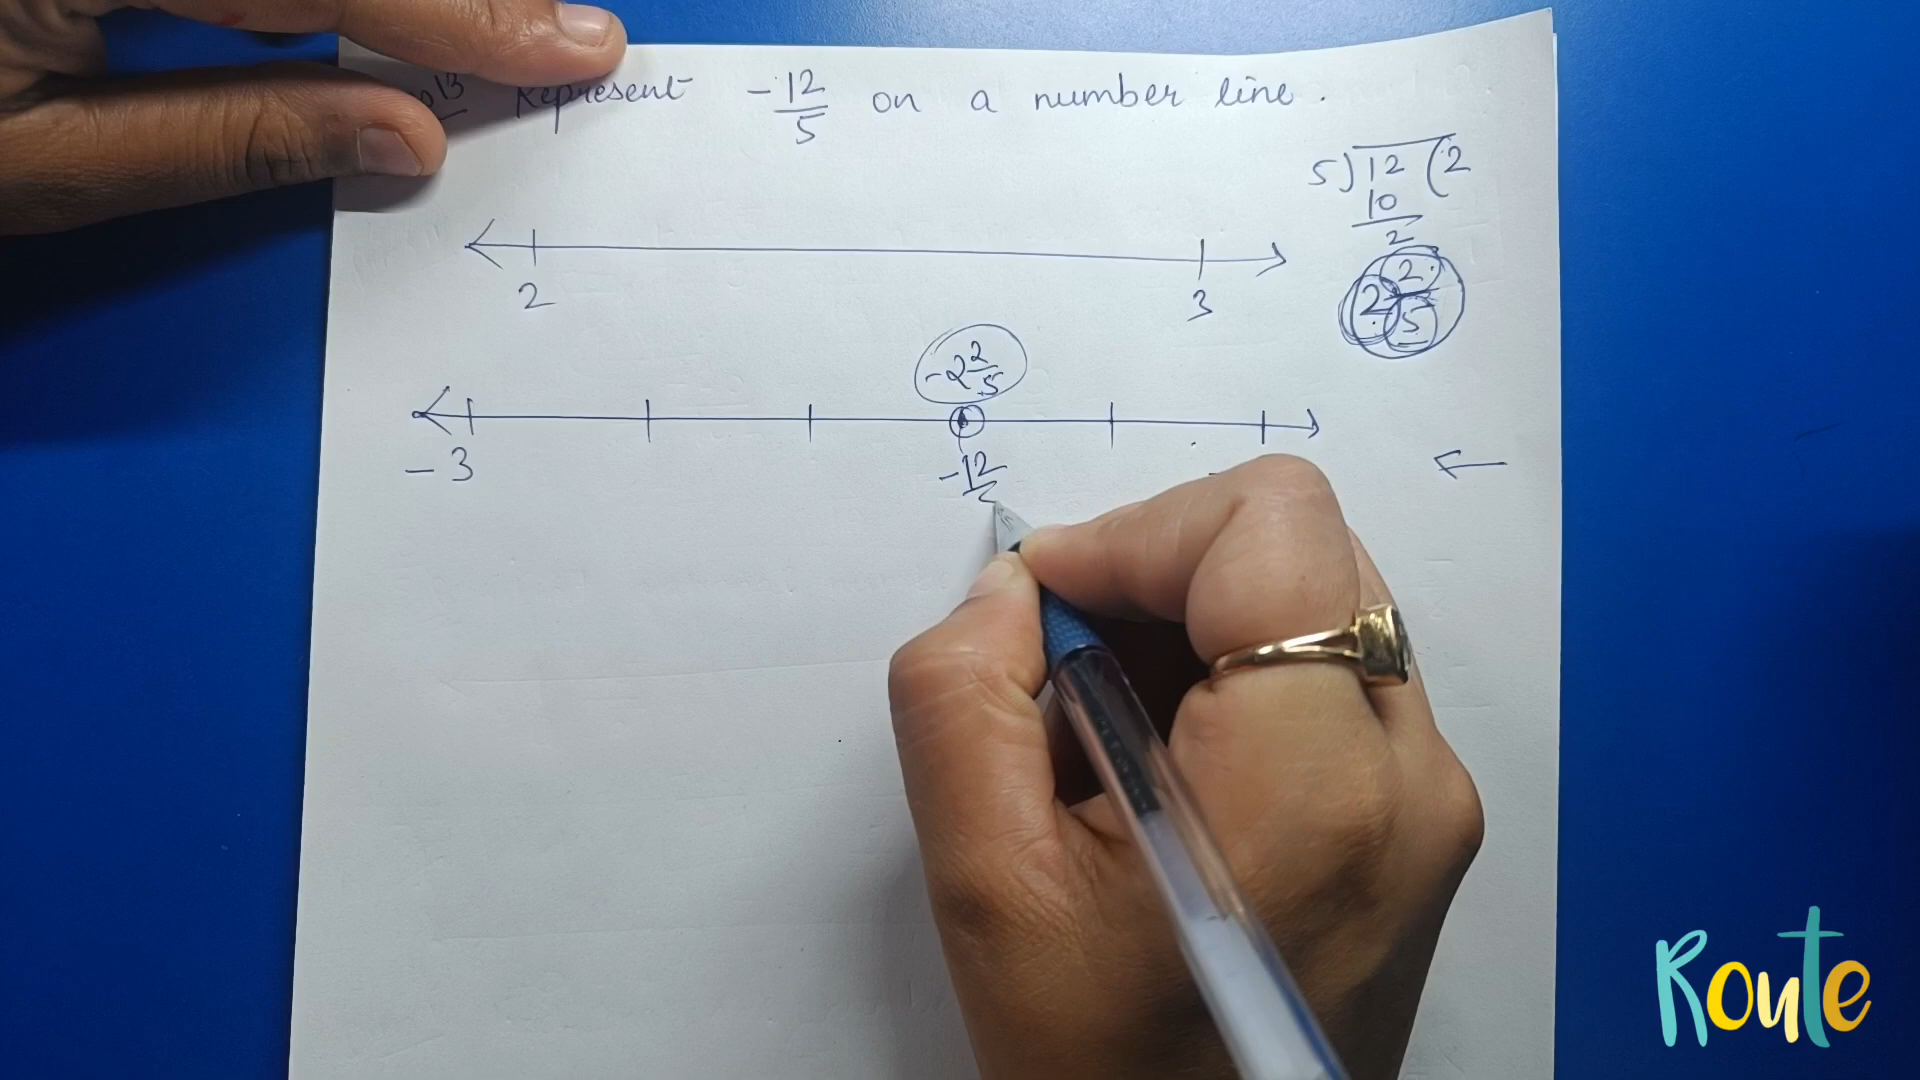 13 Represent -12/5 on a number line.
5) 12 (2
10
2
2 2/5
2 3
-2 2/5
-3
-12/
Route